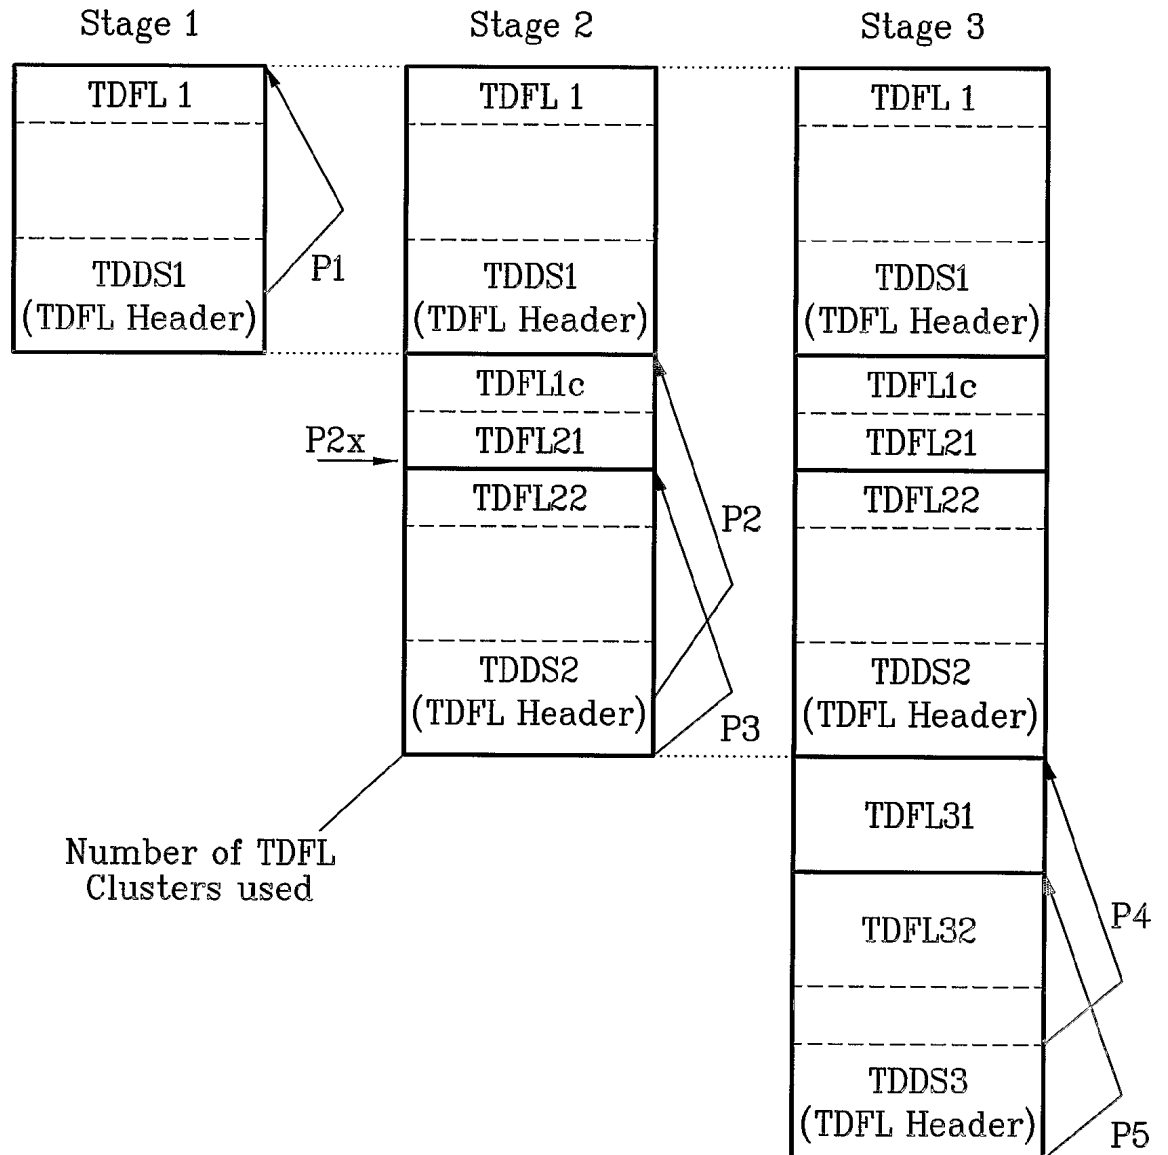 Stage 1
Stage 2
Stage 3
TDFL 1
TDDS1
(TDFL Header)
P1
TDFL 1
TDDS1
(TDFL Header)
TDFL1c
P2x
TDFL21
TDFL22
P2
TDDS2
(TDFL Header)
P3
Number of TDFL
Clusters used
TDFL 1
TDDS1
(TDFL Header)
TDFL1c
TDFL21
TDFL22
TDDS2
(TDFL Header)
TDFL31
TDFL32
P4
TDDS3
(TDFL Header)
P5